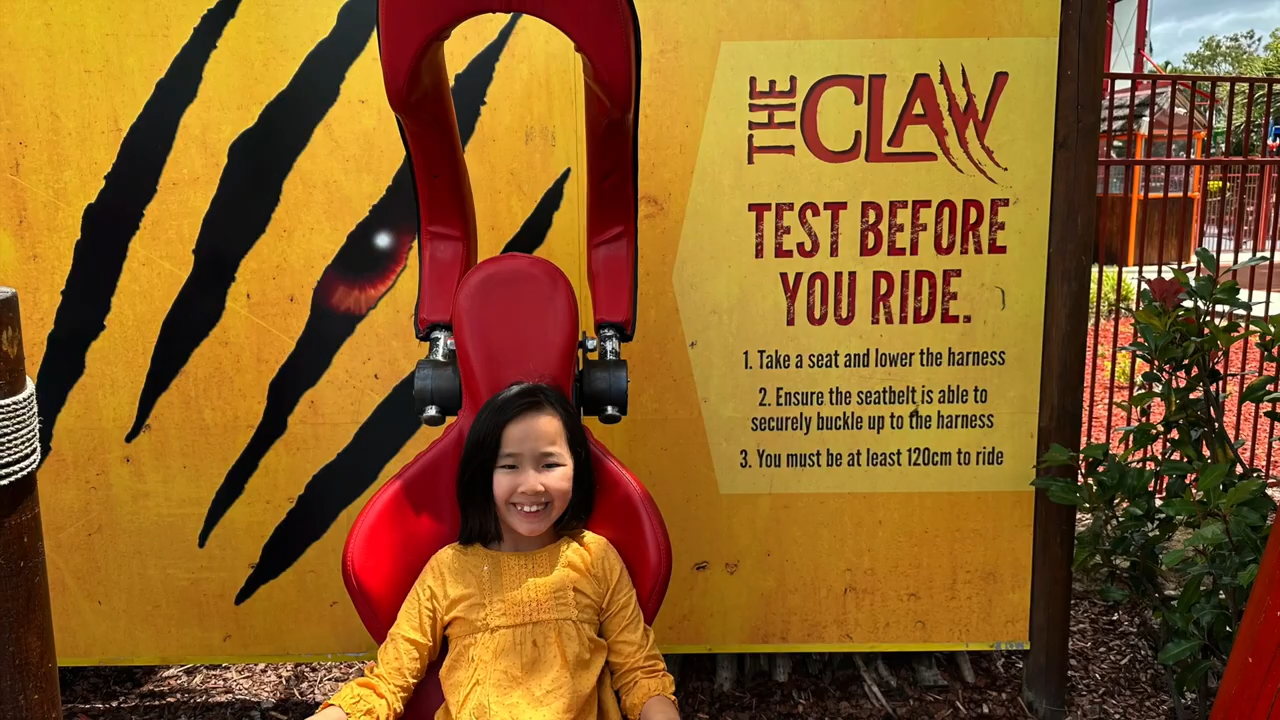 THE CLAW
TEST BEFORE
YOU RIDE.
1. Take a seat and lower the harness
2. Ensure the seatbelt is able to
securely buckle up to the harness
3. You must be at least 120cm to ride